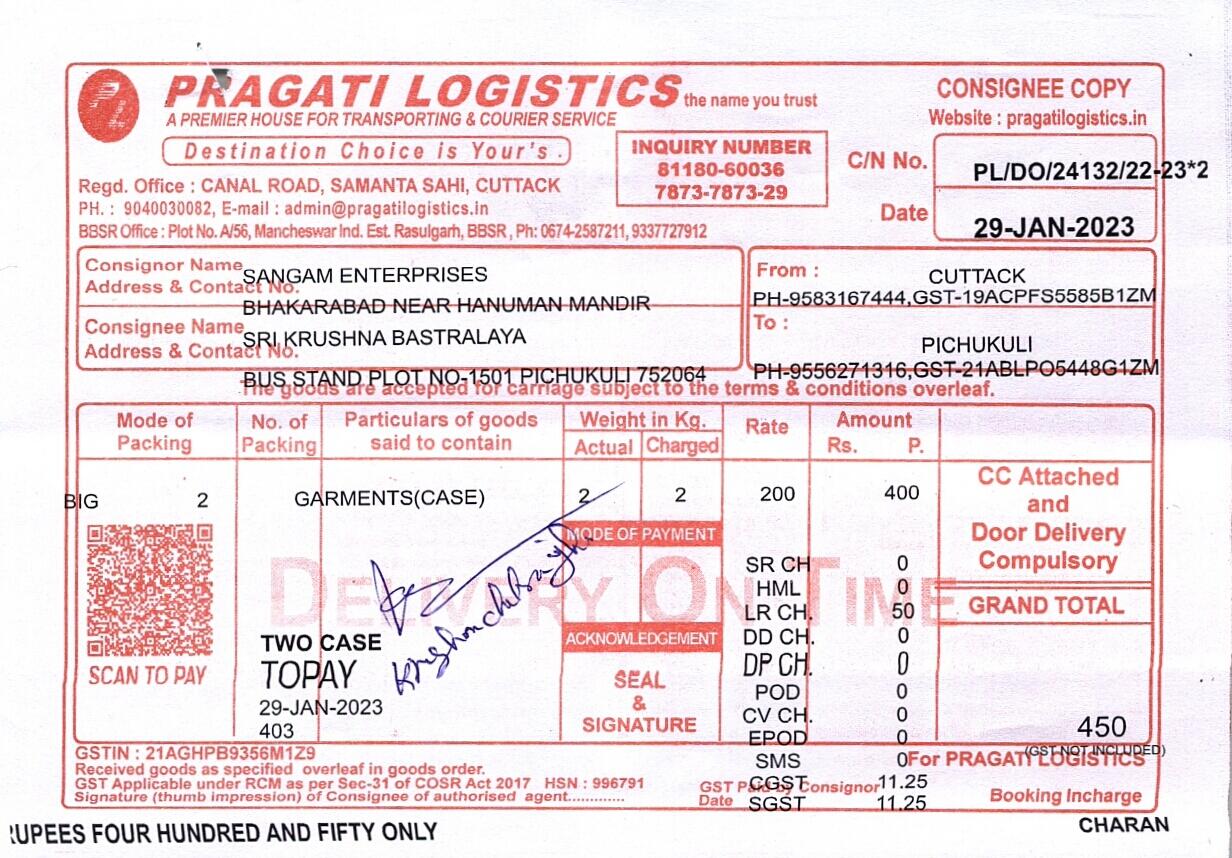 PL
PRAGATI LOGISTICS the name you trust
A PREMIER HOUSE FOR TRANSPORTING & COURIER SERVICE
Destination Choice is Your's .
CONSIGNEE COPY
Website : pragatilogistics.in
INQUIRY NUMBER
81180-60036
7873-7873-29
C/N No. PL/DO/24132/22-23*2
Date 29-JAN-2023
Regd. Office : CANAL ROAD, SAMANTA SAHI, CUTTACK
PH. : 9040030082, E-mail : admin@pragatilogistics.in
BBSR Office : Plot No. A/56, Mancheswar Ind. Est. Rasulgarh, BBSR , Ph: 0674-2587211, 9337727912
Consignor Name
Address & Contact No.
SANGAM ENTERPRISES
BHAKARABAD NEAR HANUMAN MANDIR
From : CUTTACK
PH-9583167444,GST-19ACPFS5585B1ZM
Consignee Name
Address & Contact No.
SRI KRUSHNA BASTRALAYA
BUS STAND PLOT NO-1501 PICHUKULI 752064
To : PICHUKULI
PH-9556271316,GST-21ABLPO5448G1ZM
The goods are accepted for carriage subject to the terms & conditions overleaf.
Mode of Packing No. of Packing Particulars of goods said to contain Weight in Kg. Actual Charged Rate Amount Rs. P.
BIG 2 GARMENTS(CASE) 2 2 200 400
CC Attached
and
Door Delivery
Compulsory
MODE OF PAYMENT
DELIVERY ON TIME
SR CH 0
HML 0
LR CH. 50
DD CH. 0
DP CH. 0
POD 0
CV CH. 0
EPOD 0
SMS 0
CGST 11.25
SGST 11.25
GRAND TOTAL
450
(GST NOT INCLUDED)
ACKNOWLEDGEMENT
SEAL
&
SIGNATURE
SCAN TO PAY
TWO CASE
TOPAY
29-JAN-2023
403
GSTIN : 21AGHPB9356M1Z9
Received goods as specified overleaf in goods order.
GST Applicable under RCM as per Sec-31 of COSR Act 2017 HSN : 996791
Signature (thumb impression) of Consignee of authorised agent.............
GST Paid by Consignor
Date
For PRAGATI LOGISTICS
Booking Incharge
CHARAN
RUPEES FOUR HUNDRED AND FIFTY ONLY